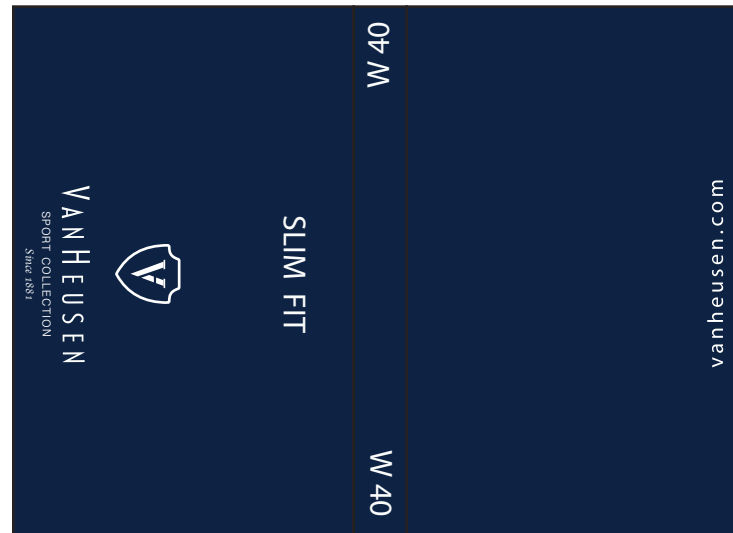 VANHEUSEN
SPORT COLLECTION
Since 1881
SLIM FIT
W 40
W 40
vanheusen.com